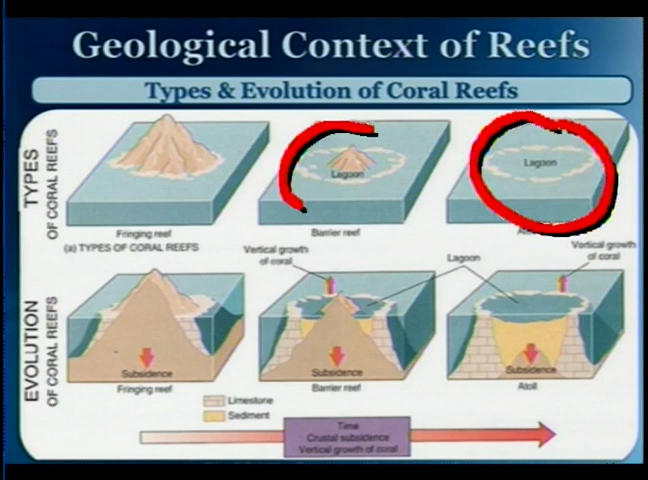 Geological Context of Reefs
Types & Evolution of Coral Reefs
TYPES
OF CORAL REEFS
Lagoon
Lagoon
Fringing reef
Barrier reef
(a) TYPES OF CORAL REEFS
Vertical growth
of coral
Lagoon
Vertical growth
of coral
EVOLUTION
OF CORAL REEFS
Subsidence
Subsidence
Subsidence
Fringing reef
Barrier reef
Atoll
Limestone
Sediment
Time
Crustal subsidence
Vertical growth of coral